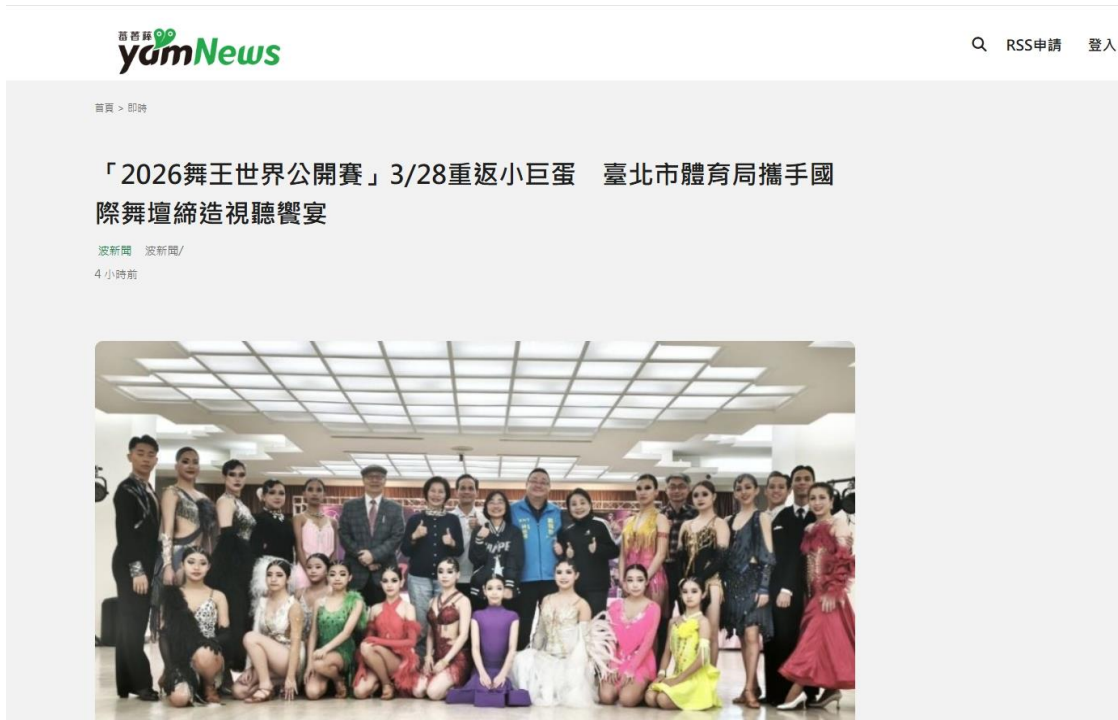 蕃薯藤
yamNews
RSS申請 登入
首頁 > 即時
「2026舞王世界公開賽」3/28重返小巨蛋　臺北市體育局攜手國
際舞壇締造視聽饗宴
波新聞 波新聞/
4 小時前